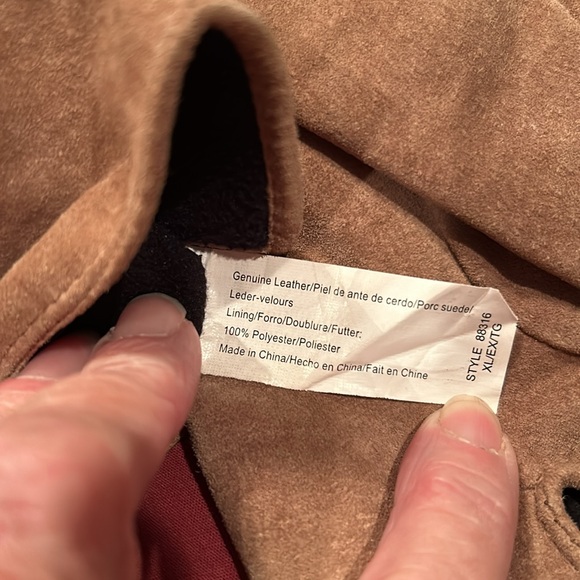 Genuine Leather/Piel de ante de cerdo/Porc suede/
Leder-velours
Lining/Forro/Doublure/Futter:
100% Polyester/Poliester
Made in China/Hecho en China/Fait en Chine
STYLE 88316
XL/EX/TG